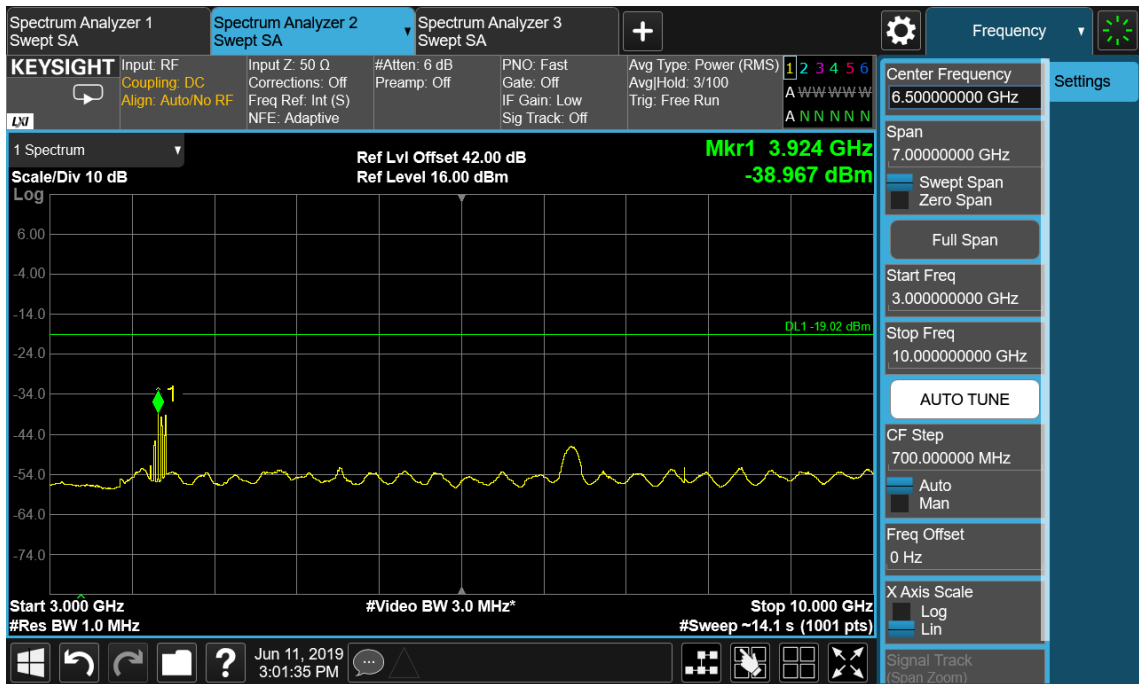 Spectrum Analyzer 1
Swept SA
Spectrum Analyzer 2
Swept SA
Spectrum Analyzer 3
Swept SA
Frequency
KEYSIGHT
LXI
Input: RF
Coupling: DC
Align: Auto/No RF
Input Z: 50 Ω
Corrections: Off
Freq Ref: Int (S)
NFE: Adaptive
#Atten: 6 dB
Preamp: Off
PNO: Fast
Gate: Off
IF Gain: Low
Sig Track: Off
Avg Type: Power (RMS)
Avg|Hold: 3/100
Trig: Free Run
1 2 3 4 5 6
A W W W W W
A N N N N N
1 Spectrum
Scale/Div 10 dB
Log
Ref Lvl Offset 42.00 dB
Ref Level 16.00 dBm
Mkr1 3.924 GHz
-38.967 dBm
6.00
-4.00
-14.0
DL1 -19.02 dBm
-24.0
-34.0
1
-44.0
-54.0
-64.0
-74.0
Start 3.000 GHz
#Res BW 1.0 MHz
#Video BW 3.0 MHz*
Stop 10.000 GHz
#Sweep ~14.1 s (1001 pts)
Jun 11, 2019
3:01:35 PM
Center Frequency
6.500000000 GHz
Settings
Span
7.00000000 GHz
Swept Span
Zero Span
Full Span
Start Freq
3.000000000 GHz
Stop Freq
10.000000000 GHz
AUTO TUNE
CF Step
700.000000 MHz
Auto
Man
Freq Offset
0 Hz
X Axis Scale
Log
Lin
Signal Track
(Span Zoom)